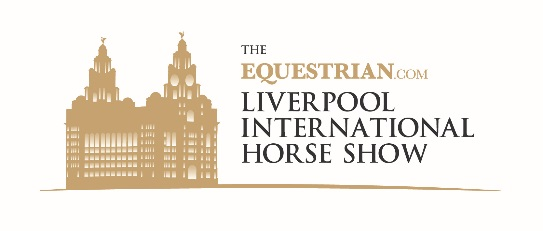 THE
EQUESTRIAN.COM
LIVERPOOL
INTERNATIONAL
HORSE SHOW